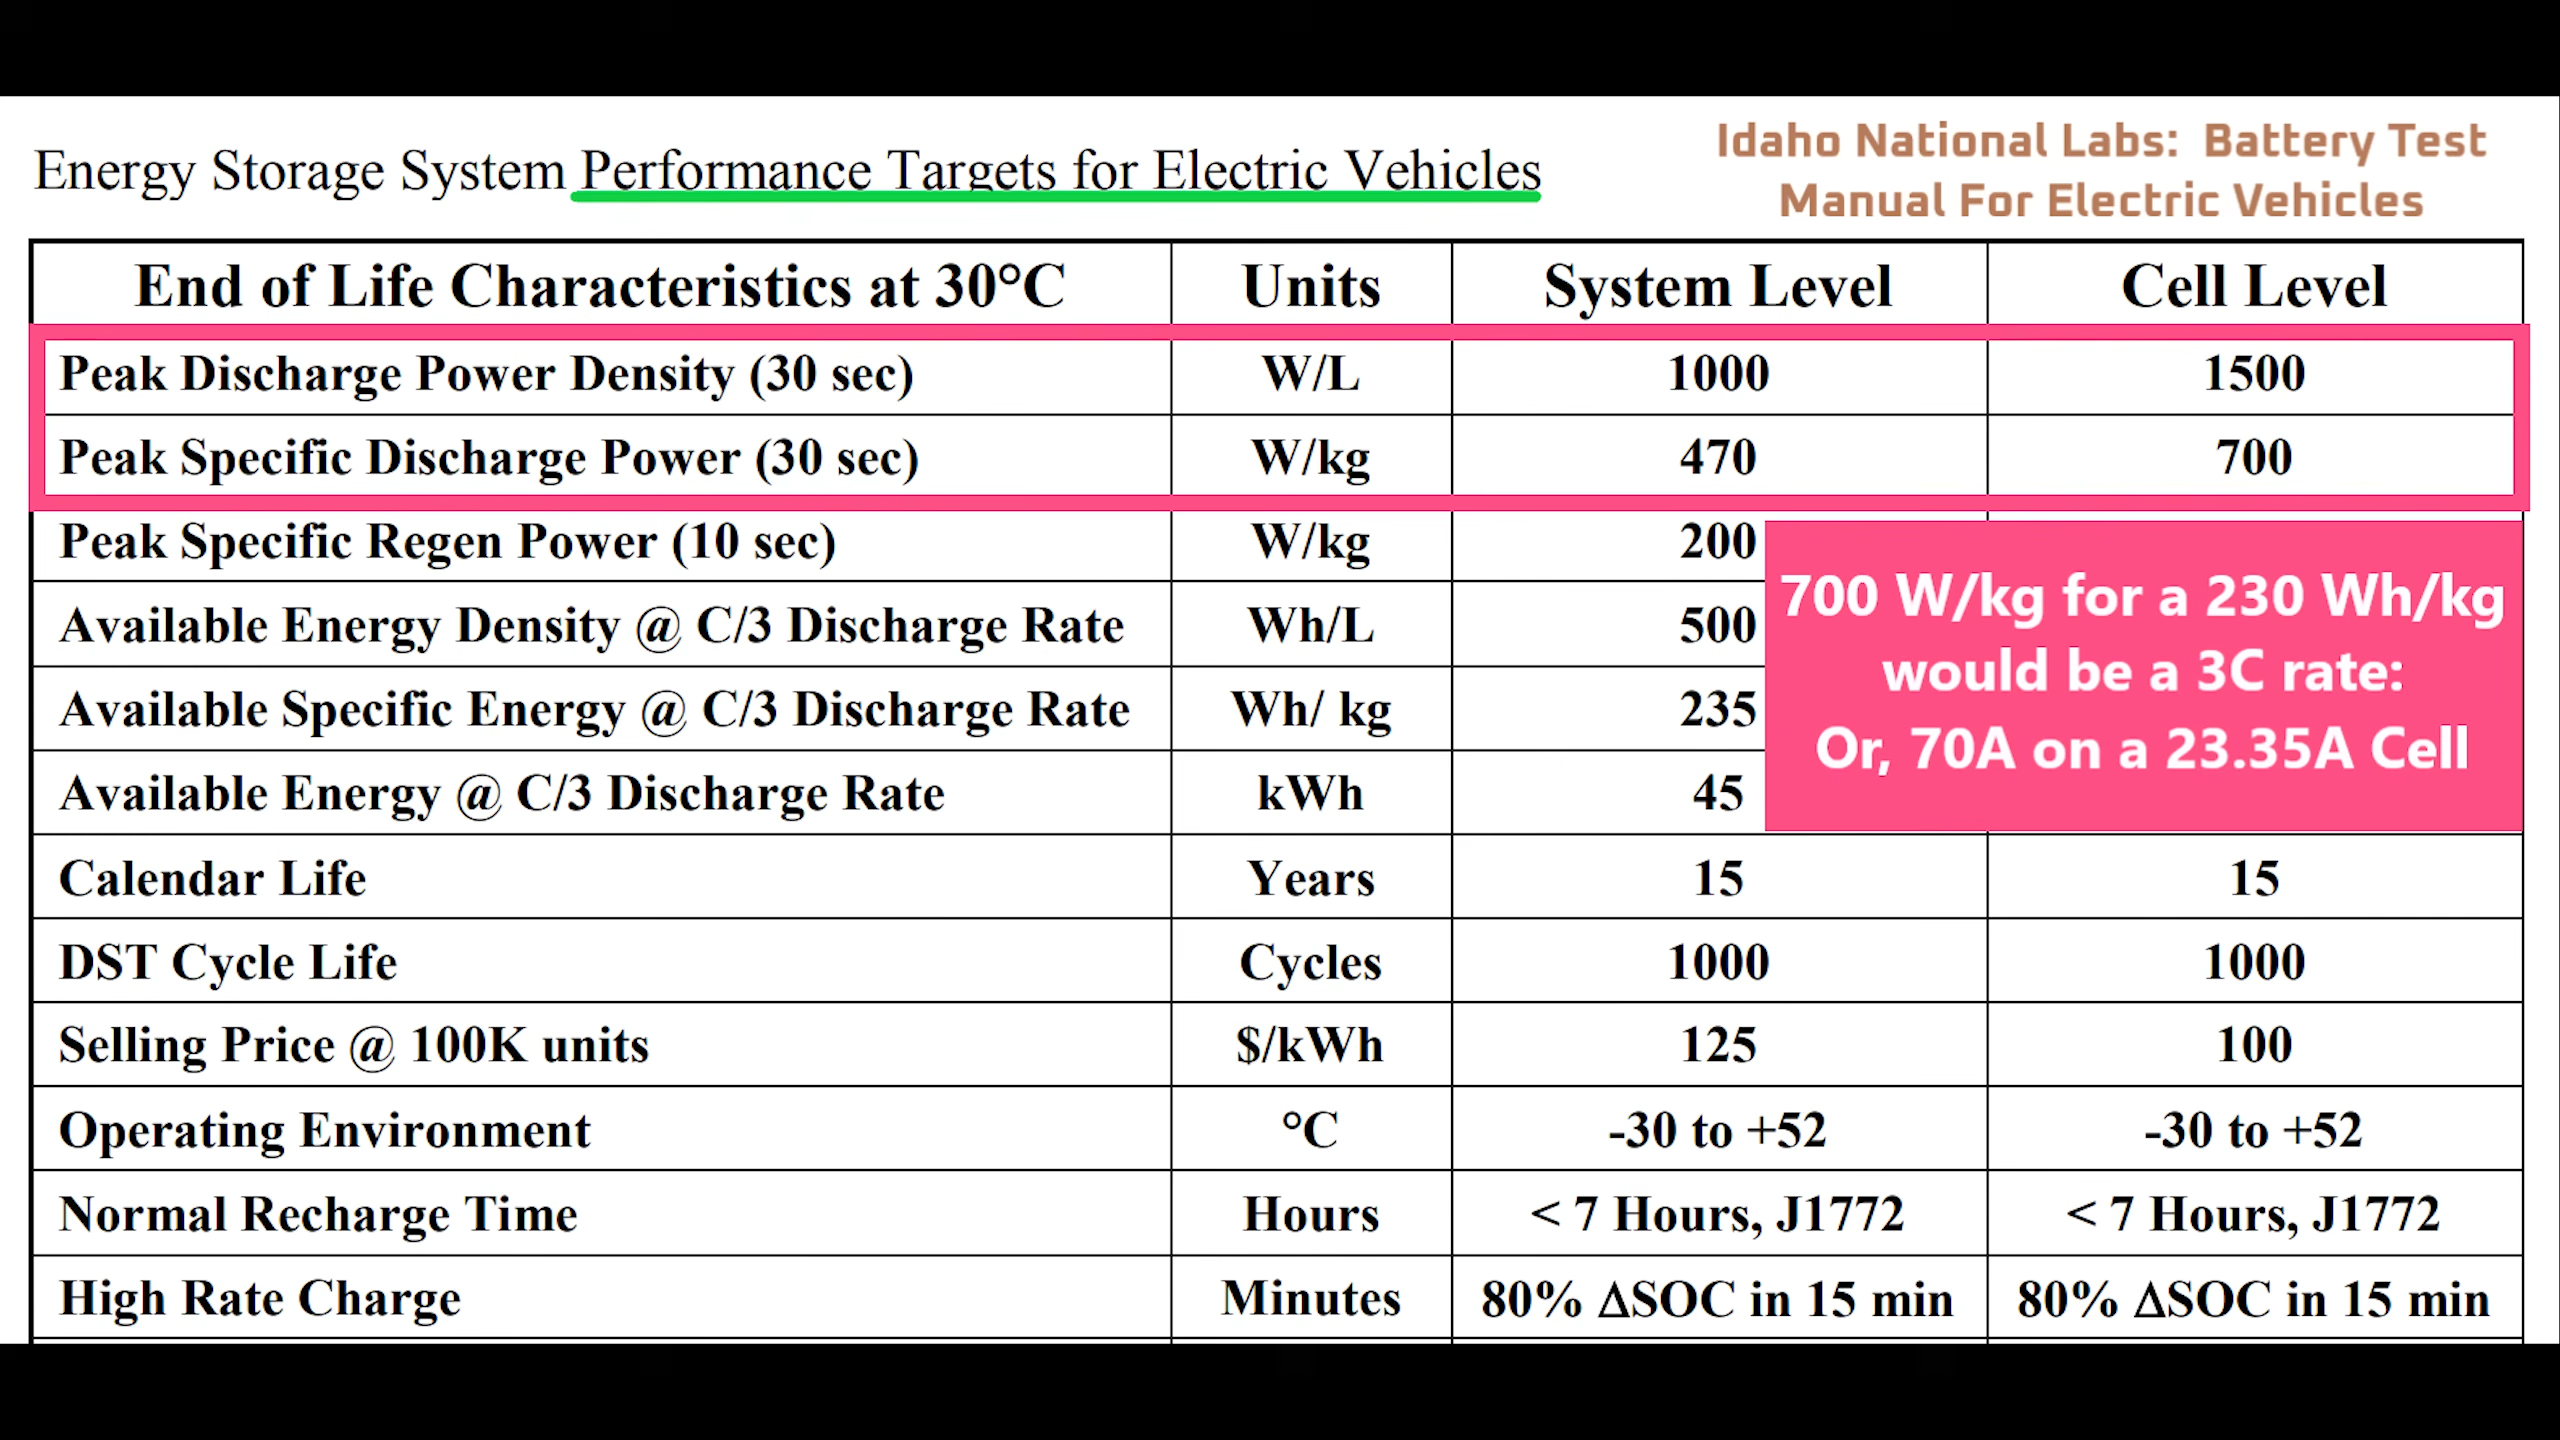 Energy Storage System Performance Targets for Electric Vehicles
Idaho National Labs: Battery Test
Manual For Electric Vehicles
End of Life Characteristics at 30°C Units System Level Cell Level
Peak Discharge Power Density (30 sec) W/L 1000 1500
Peak Specific Discharge Power (30 sec) W/kg 470 700
Peak Specific Regen Power (10 sec) W/kg 200
Available Energy Density @ C/3 Discharge Rate Wh/L 500
Available Specific Energy @ C/3 Discharge Rate Wh/ kg 235
Available Energy @ C/3 Discharge Rate kWh 45
700 W/kg for a 230 Wh/kg
would be a 3C rate:
Or, 70A on a 23.35A Cell
Calendar Life Years 15 15
DST Cycle Life Cycles 1000 1000
Selling Price @ 100K units $/kWh 125 100
Operating Environment °C -30 to +52 -30 to +52
Normal Recharge Time Hours < 7 Hours, J1772 < 7 Hours, J1772
High Rate Charge Minutes 80% ΔSOC in 15 min 80% ΔSOC in 15 min